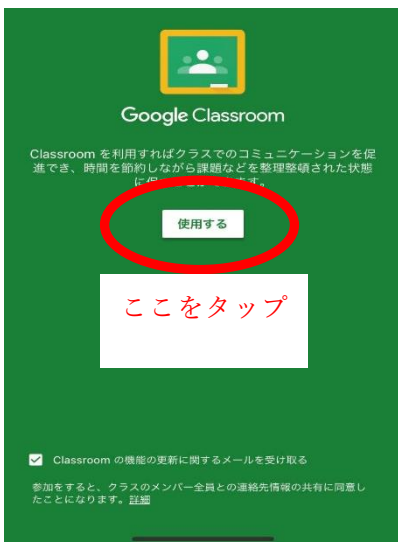 Google Classroom
Classroom を利用すればクラスでのコミュニケーションを促
進でき、時間を節約しながら課題などを整理整頓された状態
に保
す。
使用する
ここをタップ
Classroom の機能の更新に関するメールを受け取る
参加をすると、クラスのメンバー全員との連絡先情報の共有に同意し
たことになります。詳細